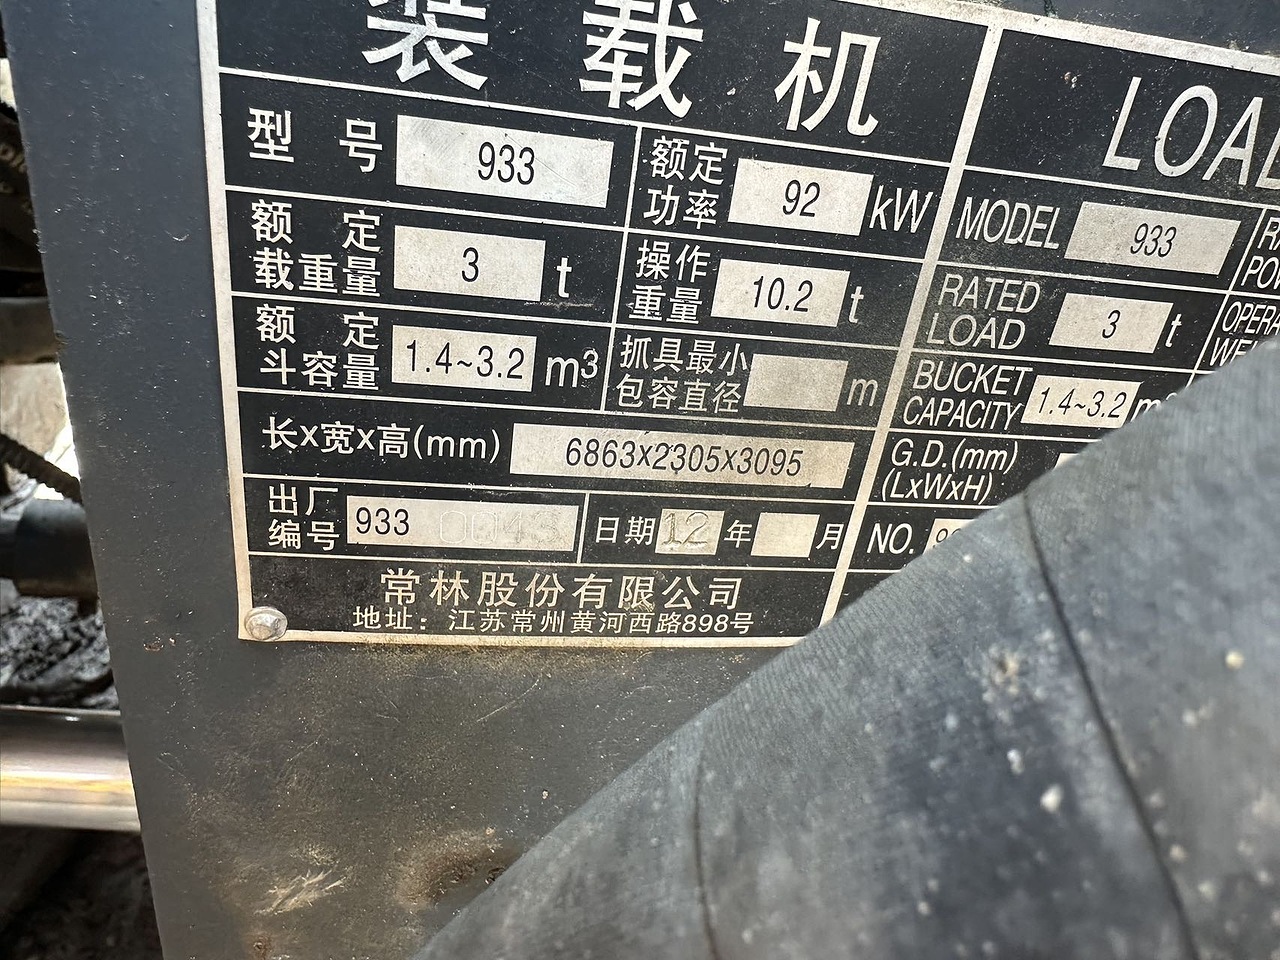 装载机
型号 933
额定功率 92 kW
额定载重量 3 t
操作重量 10.2 t
额定斗容量 1.4~3.2 m³
抓具最小包容直径 m
长x宽x高(mm) 6863x2305x3095
出厂编号 933 0043
日期 12 年 月
常林股份有限公司
地址：江苏常州黄河西路898号
MODEL 933
RATED LOAD 3 t
BUCKET CAPACITY 1.4~3.2
G.D.(mm)
(LxWxH)
NO.